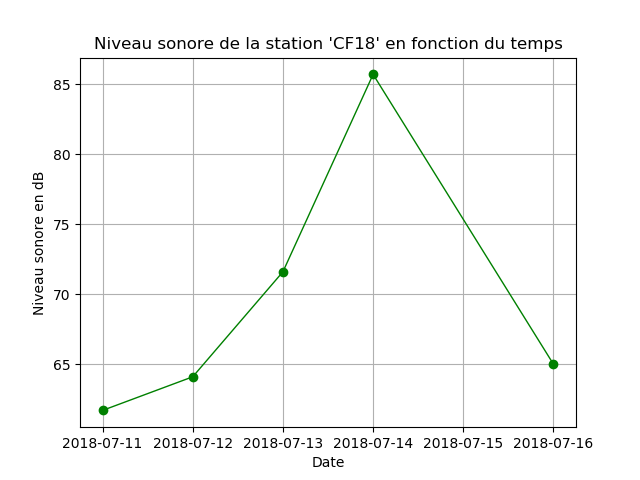 Niveau sonore de la station 'CF18' en fonction du temps
85
80
75
70
65
Niveau sonore en dB
2018-07-11 2018-07-12 2018-07-13 2018-07-14 2018-07-15 2018-07-16
Date